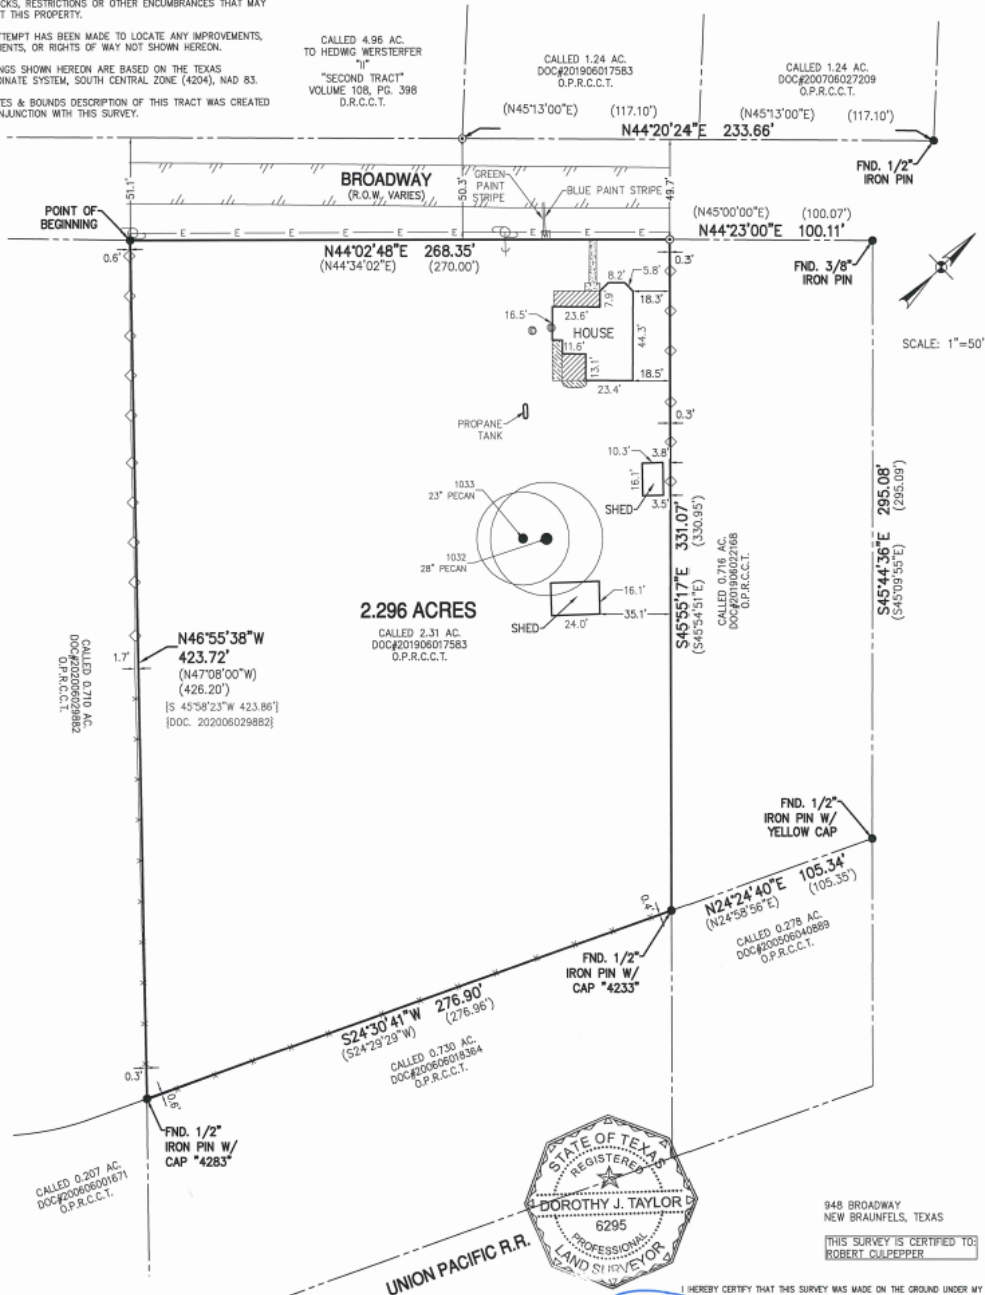 CKS, RESTRICTIONS OR OTHER ENCUMBRANCES THAT MAY
T THIS PROPERTY.
TEMPT HAS BEEN MADE TO LOCATE ANY IMPROVEMENTS,
ENTS, OR RIGHTS OF WAY NOT SHOWN HEREON.
NGS SHOWN HEREON ARE BASED ON THE TEXAS
DINATE SYSTEM, SOUTH CENTRAL ZONE (4204), NAD 83.
ES & BOUNDS DESCRIPTION OF THIS TRACT WAS CREATED
NJUNCTION WITH THIS SURVEY.
CALLED 4.96 AC.
TO HEDWIG WERSTERFER
"II"
"SECOND TRACT"
VOLUME 108, PG. 398
D.R.C.C.T.
CALLED 1.24 AC.
DOC#201906017583
O.P.R.C.C.T.
CALLED 1.24 AC.
DOC#200706027209
O.P.R.C.C.T.
(N45°13'00"E) (117.10')
(N45°13'00"E) (117.10')
N44°20'24"E 233.66'
FND. 1/2"
IRON PIN
51.1'
BROADWAY
(R.O.W. VARIES)
50.3'
GREEN
PAINT
STRIPE
BLUE PAINT STRIPE
49.7'
POINT OF
BEGINNING
(N45°00'00"E) (100.07')
N44°23'00"E 100.11'
E E E E E E
N44°02'48"E 268.35'
(N44°34'02"E) (270.00')
FND. 3/8"
IRON PIN
0.6'
0.3'
8.2'
5.8'
7.9'
18.3'
16.5'
23.6'
HOUSE
44.3'
11.6'
13.1'
18.5'
23.4'
SCALE: 1"=50'
PROPANE
TANK
0.3'
10.3'
3.8'
16.1'
3.5'
SHED
1033
23" PECAN
1032
28" PECAN
S45°55'17"E 331.07'
(S45°54'51"E) (330.95')
CALLED 0.716 AC.
DOC#201906022168
O.P.R.C.C.T.
S45°44'36"E 295.08'
(S45°09'55"E) (295.09')
2.296 ACRES
CALLED 2.31 AC.
DOC#201906017583
O.P.R.C.C.T.
16.1'
35.1'
24.0'
SHED
CALLED 0.710 AC.
DOC#202006029882
O.P.R.C.C.T.
1.7'
N46°55'38"W
423.72'
(N47°08'00"W)
(426.20')
[S 45°58'23"W 423.86']
[DOC. 202006029882]
FND. 1/2"
IRON PIN W/
YELLOW CAP
N24°24'40"E 105.34'
(N24°58'56"E) (105.35')
CALLED 0.278 AC.
DOC#200506040889
O.P.R.C.C.T.
0.4'
FND. 1/2"
IRON PIN W/
CAP "4233"
S24°30'41"W 276.90'
(S24°29'29"W) (276.96')
CALLED 0.730 AC.
DOC#200606018364
O.P.R.C.C.T.
0.3'
0.6'
FND. 1/2"
IRON PIN W/
CAP "4283"
CALLED 0.207 AC.
DOC#200606001671
O.P.R.C.C.T.
STATE OF TEXAS
REGISTERED
DOROTHY J. TAYLOR
6295
PROFESSIONAL
LAND SURVEYOR
UNION PACIFIC R.R.
948 BROADWAY
NEW BRAUNFELS, TEXAS
THIS SURVEY IS CERTIFIED TO:
ROBERT CULPEPPER
I HEREBY CERTIFY THAT THIS SURVEY WAS MADE ON THE GROUND UNDER MY